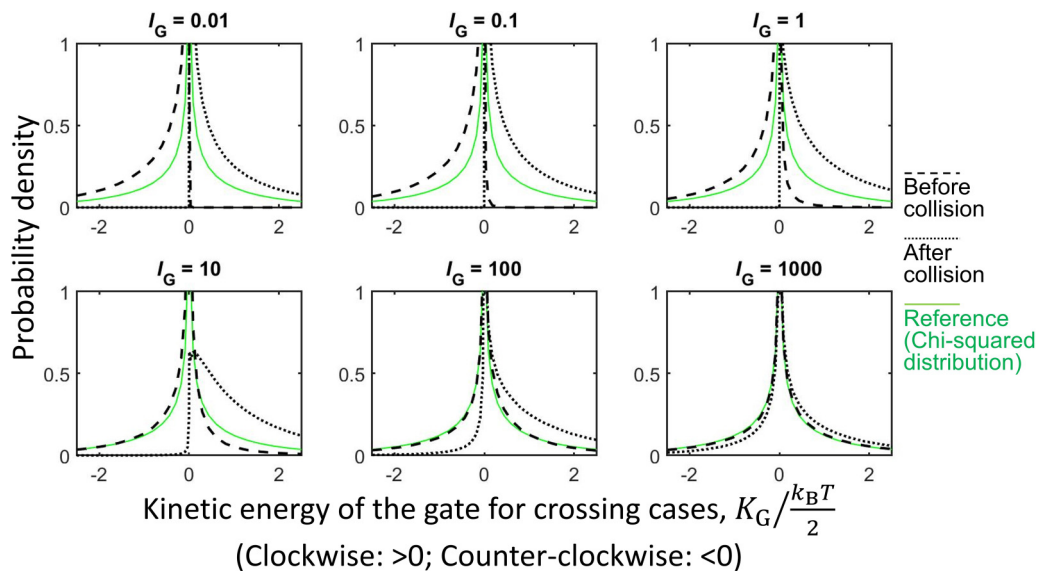 I_G = 0.01
I_G = 0.1
I_G = 1
1
0.5
0
-2
0
2
1
0.5
0
-2
0
2
1
0.5
0
-2
0
2
I_G = 10
I_G = 100
I_G = 1000
1
0.5
0
-2
0
2
1
0.5
0
-2
0
2
1
0.5
0
-2
0
2
Probability density
Before
collision
After
collision
Reference
(Chi-squared
distribution)
Kinetic energy of the gate for crossing cases, K_G / (k_B T / 2)
(Clockwise: >0; Counter-clockwise: <0)